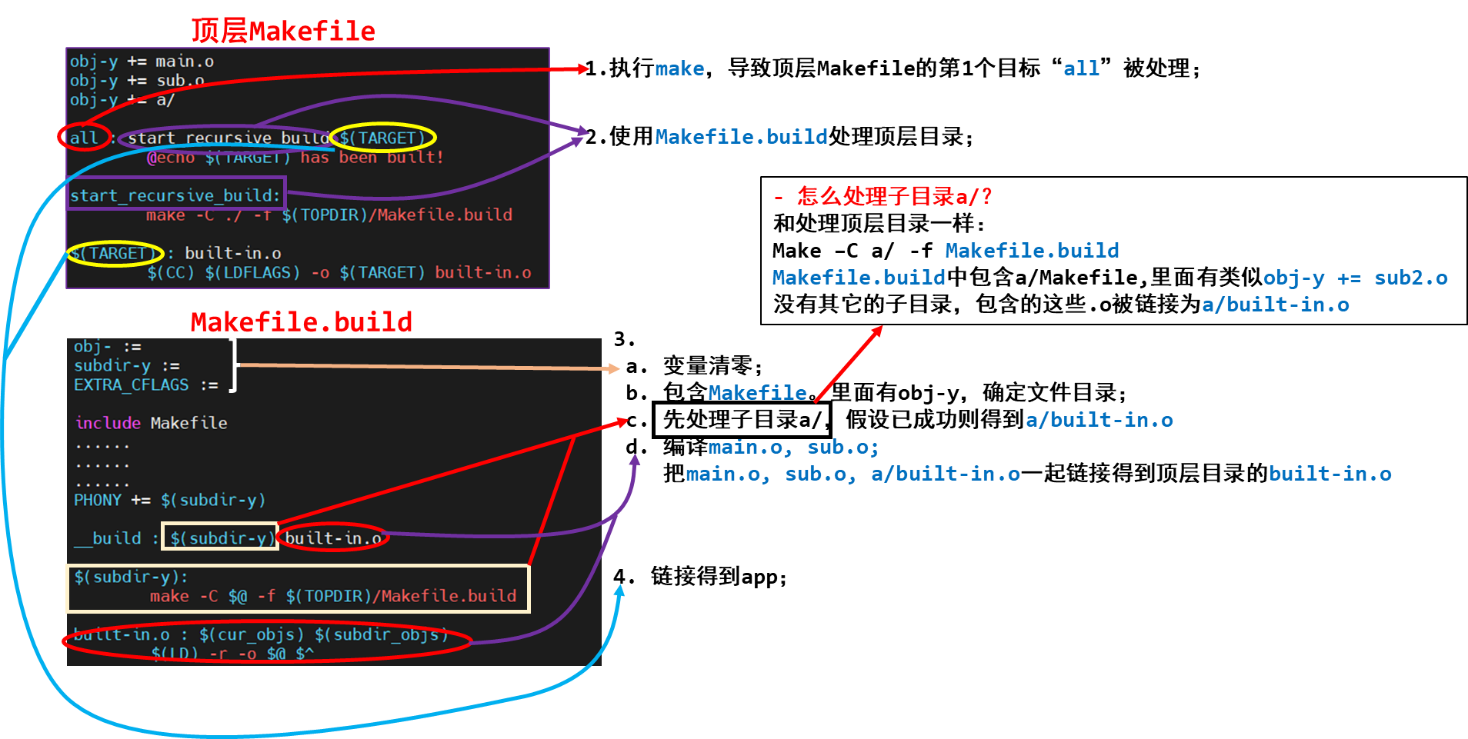 顶层Makefile
obj-y += main.o
obj-y += sub.o
obj-y += a/
all : start_recursive_build $(TARGET)
@echo $(TARGET) has been built!
start_recursive_build:
make -C ./ -f $(TOPDIR)/Makefile.build
$(TARGET) : built-in.o
$(CC) $(LDFLAGS) -o $(TARGET) built-in.o
1.执行make，导致顶层Makefile的第1个目标“all”被处理；
2.使用Makefile.build处理顶层目录；
- 怎么处理子目录a/？
和处理顶层目录一样：
Make –C a/ -f Makefile.build
Makefile.build中包含a/Makefile,里面有类似obj-y += sub2.o
没有其它的子目录，包含的这些.o被链接为a/built-in.o
Makefile.build
obj- :=
subdir-y :=
EXTRA_CFLAGS :=
include Makefile
......
......
......
PHONY += $(subdir-y)
__build : $(subdir-y) built-in.o
$(subdir-y):
make -C $@ -f $(TOPDIR)/Makefile.build
built-in.o : $(cur_objs) $(subdir_objs)
$(LD) -r -o $@ $^
3.
a. 变量清零；
b. 包含Makefile。里面有obj-y，确定文件目录；
c. 先处理子目录a/，假设已成功则得到a/built-in.o
d. 编译main.o, sub.o;
把main.o, sub.o, a/built-in.o一起链接得到顶层目录的built-in.o
4. 链接得到app；